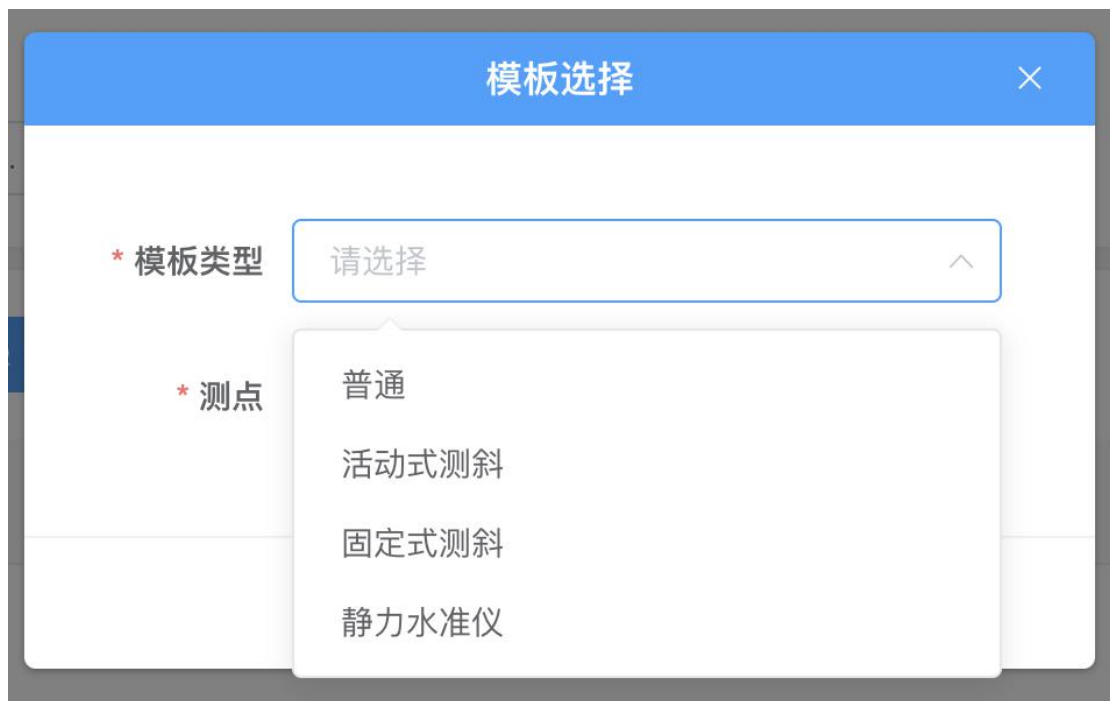 模板选择
* 模板类型 请选择
* 测点
普通
活动式测斜
固定式测斜
静力水准仪